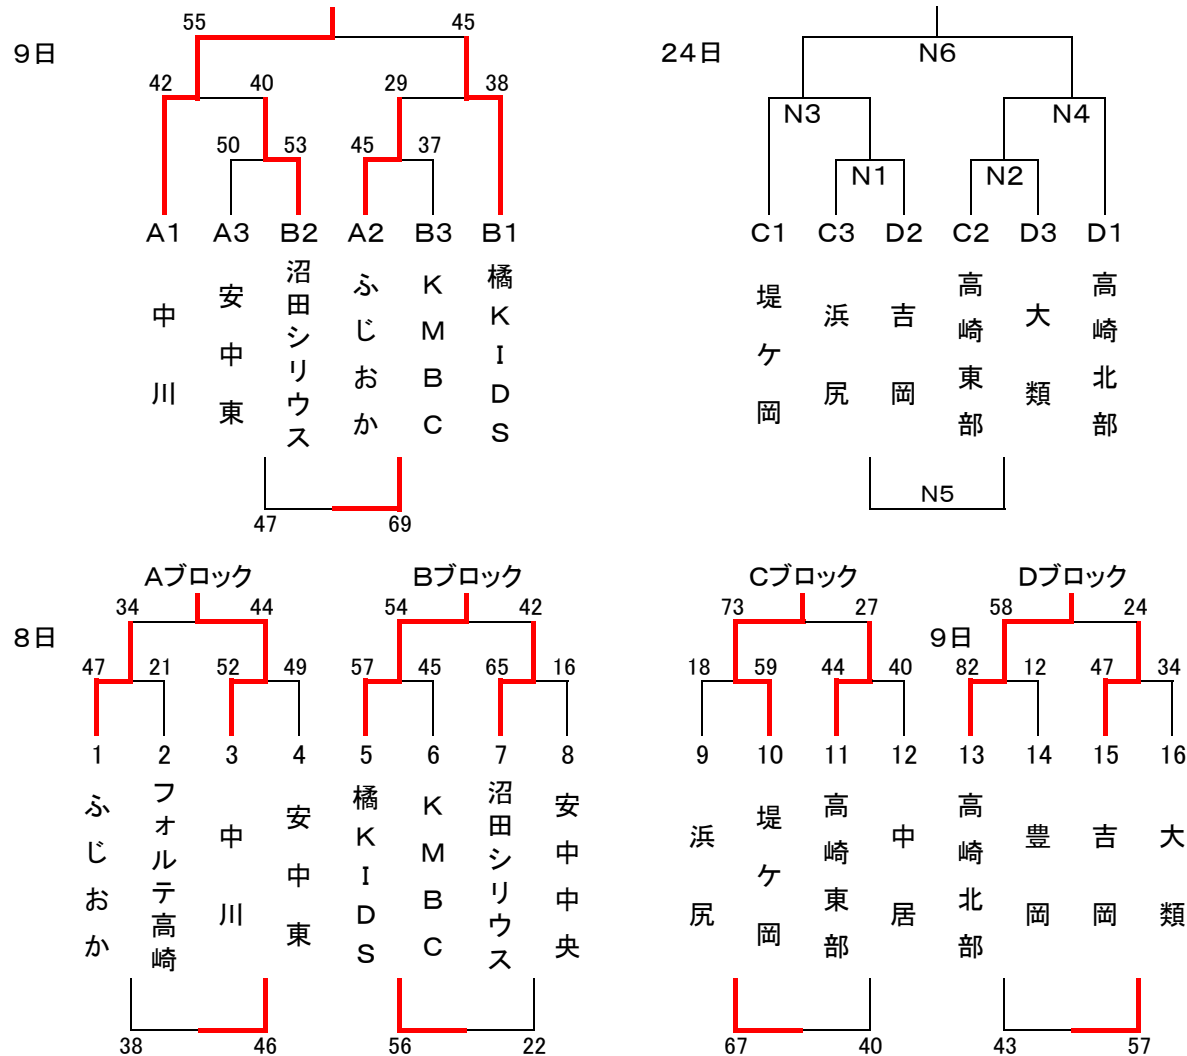 55 45
9日 24日
N6
42 40 29 38
N3 N4
50 53 45 37
N1 N2
A1 A3 B2 A2 B3 B1 C1 C3 D2 C2 D3 D1
中川
安中東
沼田シリウス
ふじおか
KMBC
橘KIDS
堤ケ岡
浜尻
吉岡
高崎東部
大類
高崎北部
N5
47 69
Aブロック Bブロック Cブロック Dブロック
34 44 54 42 73 27 58 24
8日 9日
47 21 52 49 57 45 65 16 18 59 44 40 82 12 47 34
1 2 3 4 5 6 7 8 9 10 11 12 13 14 15 16
ふじおか
フォルテ高崎
中川
安中東
橘KIDS
KMBC
沼田シリウス
安中中央
浜尻
堤ケ岡
高崎東部
中居
高崎北部
豊岡
吉岡
大類
38 46 56 22 67 40 43 57